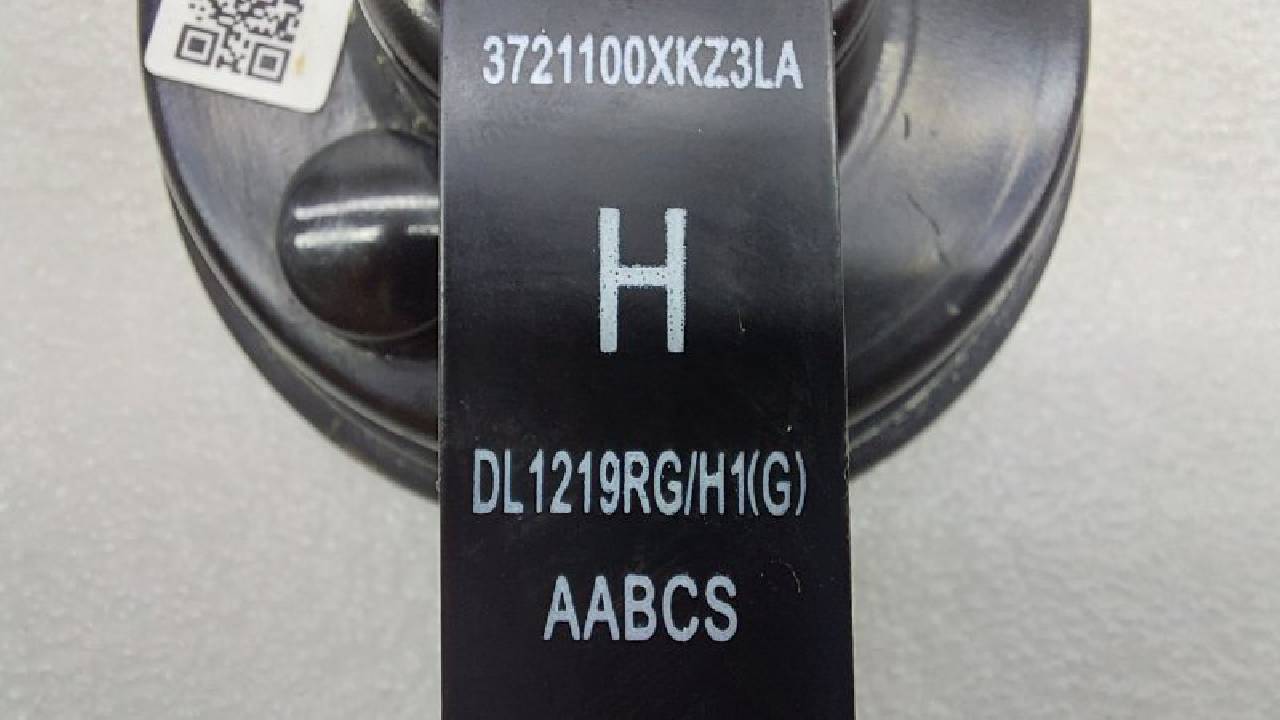 3721100XKZ3LA
H
DL1219RG/H1(G)
AABCS